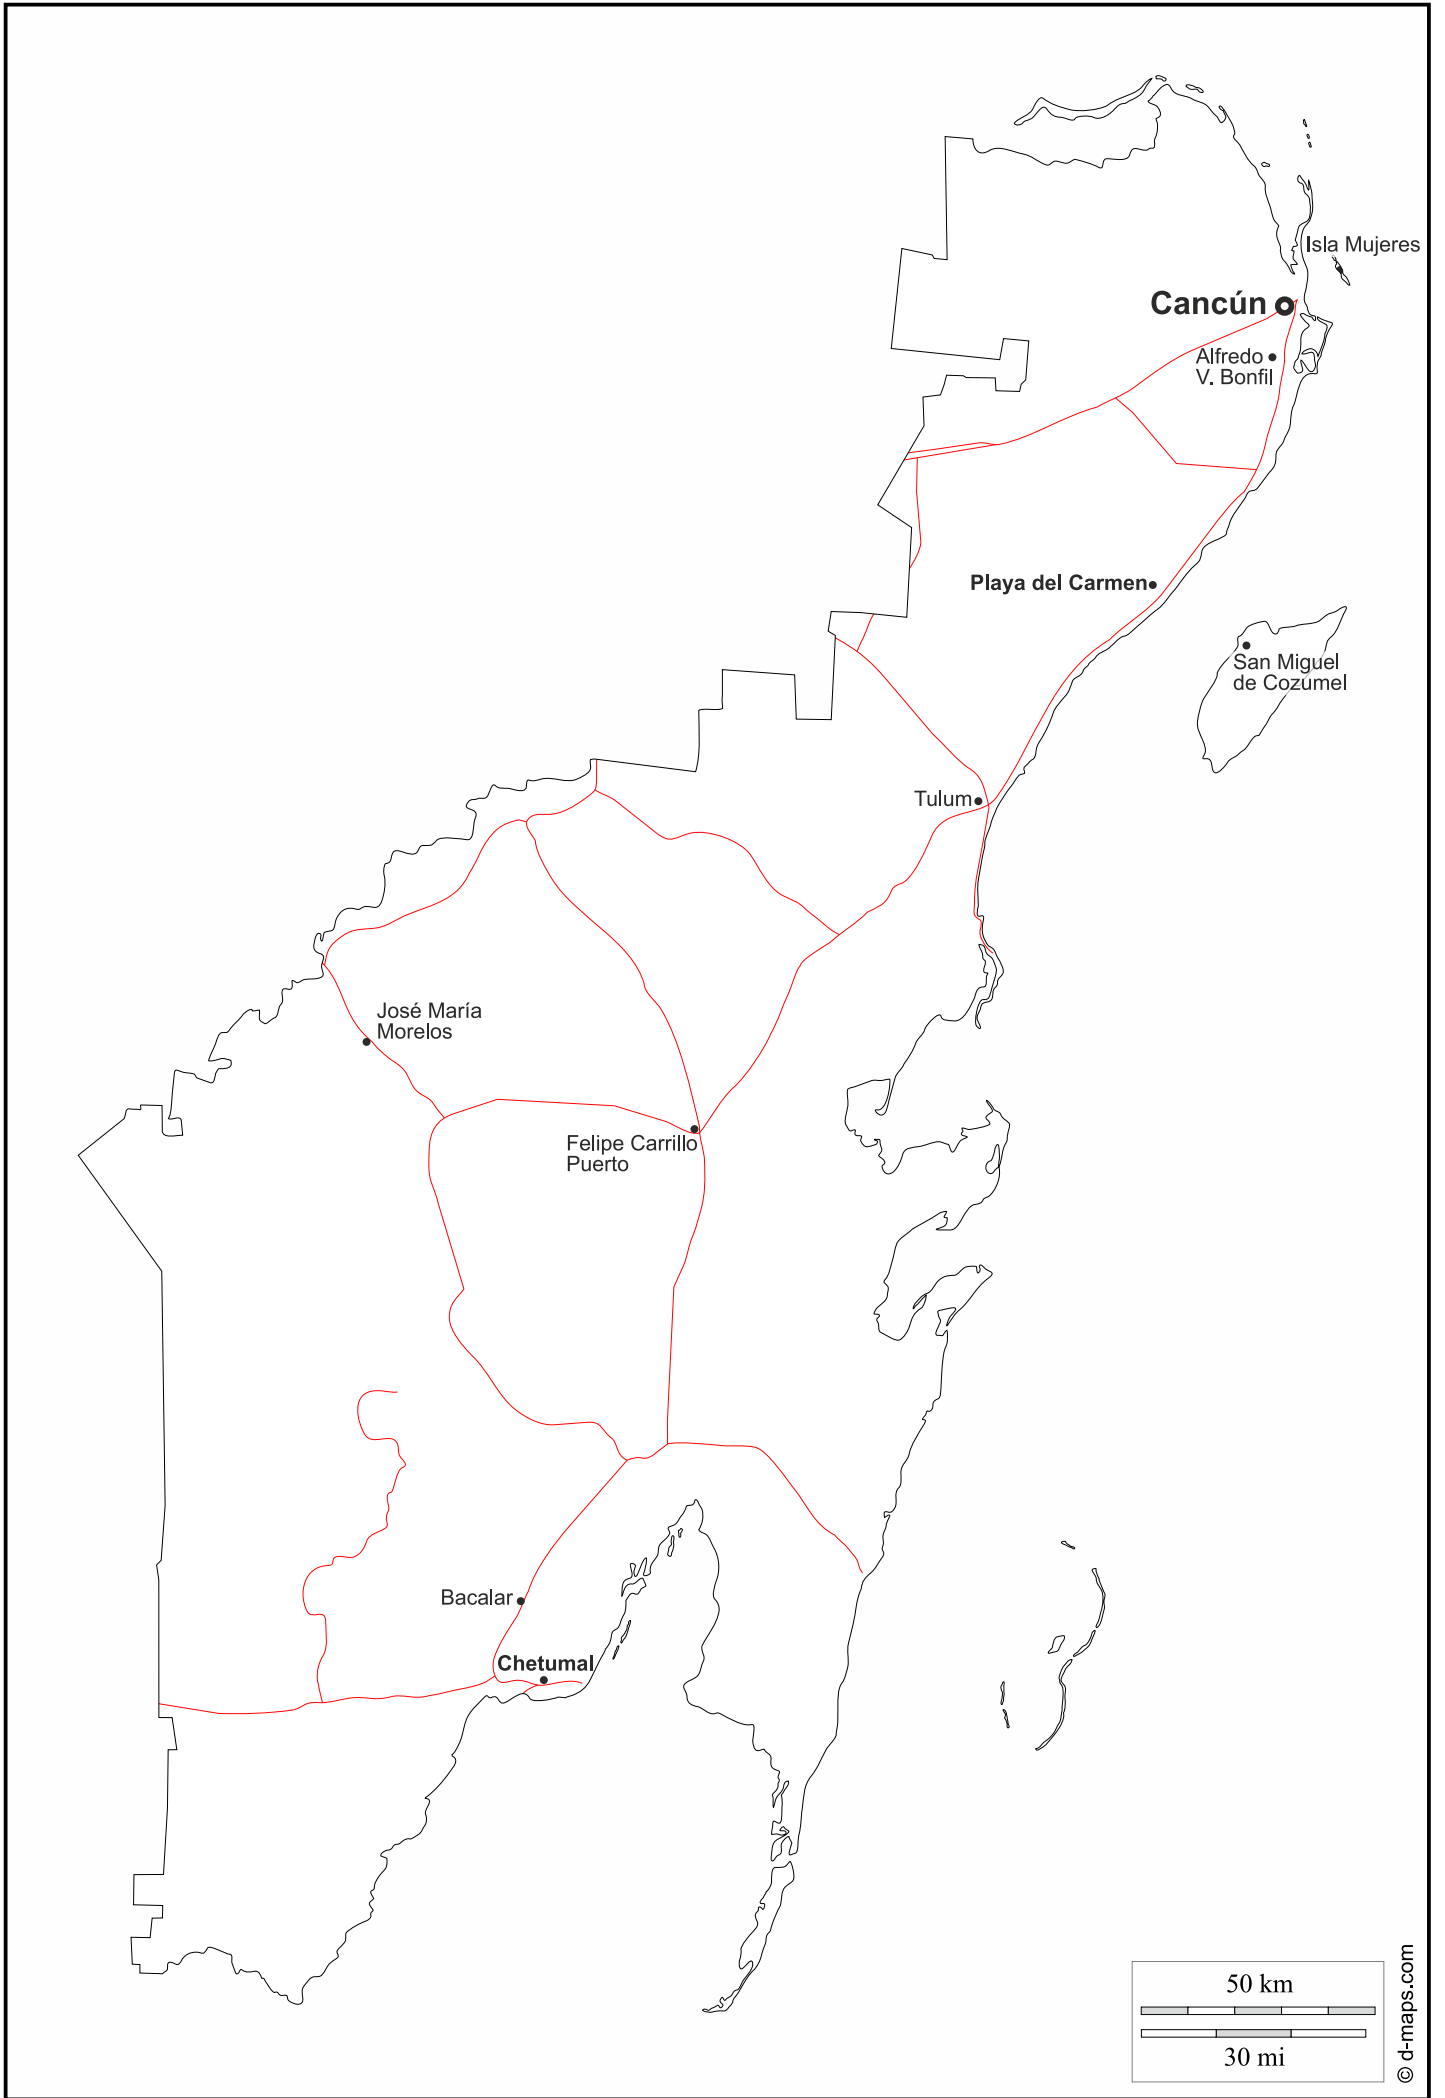 Isla Mujeres
Cancún
Alfredo
V. Bonfil
Playa del Carmen
San Miguel
de Cozumel
Tulum
José María
Morelos
Felipe Carrillo
Puerto
Bacalar
Chetumal
50 km
30 mi
© d-maps.com